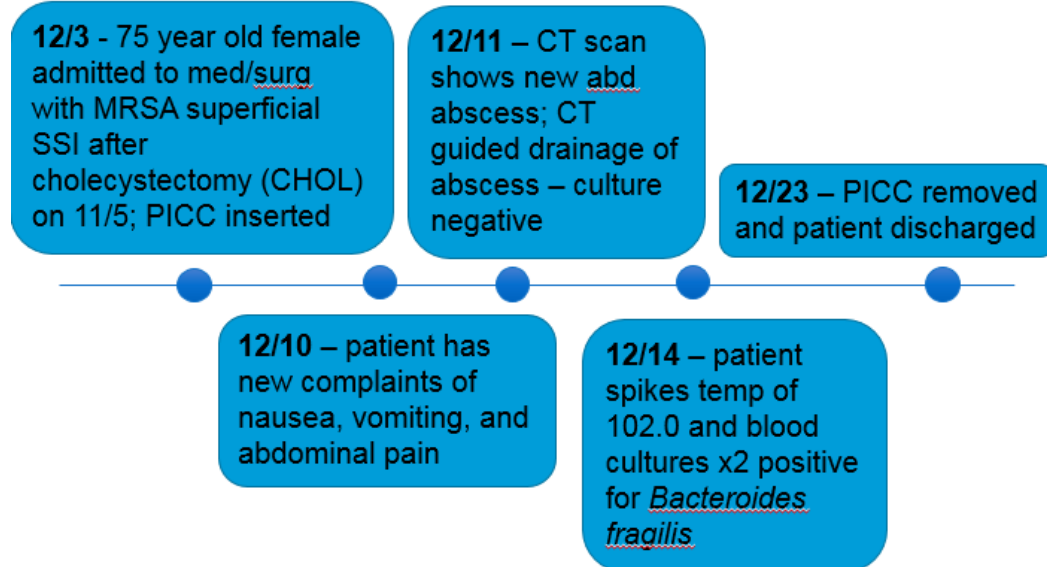 12/3 - 75 year old female
admitted to med/surg
with MRSA superficial
SSI after
cholecystectomy (CHOL)
on 11/5; PICC inserted
12/10 – patient has
new complaints of
nausea, vomiting, and
abdominal pain
12/11 – CT scan
shows new abd
abscess; CT
guided drainage of
abscess – culture
negative
12/14 – patient
spikes temp of
102.0 and blood
cultures x2 positive
for Bacteroides
fragilis
12/23 – PICC removed
and patient discharged